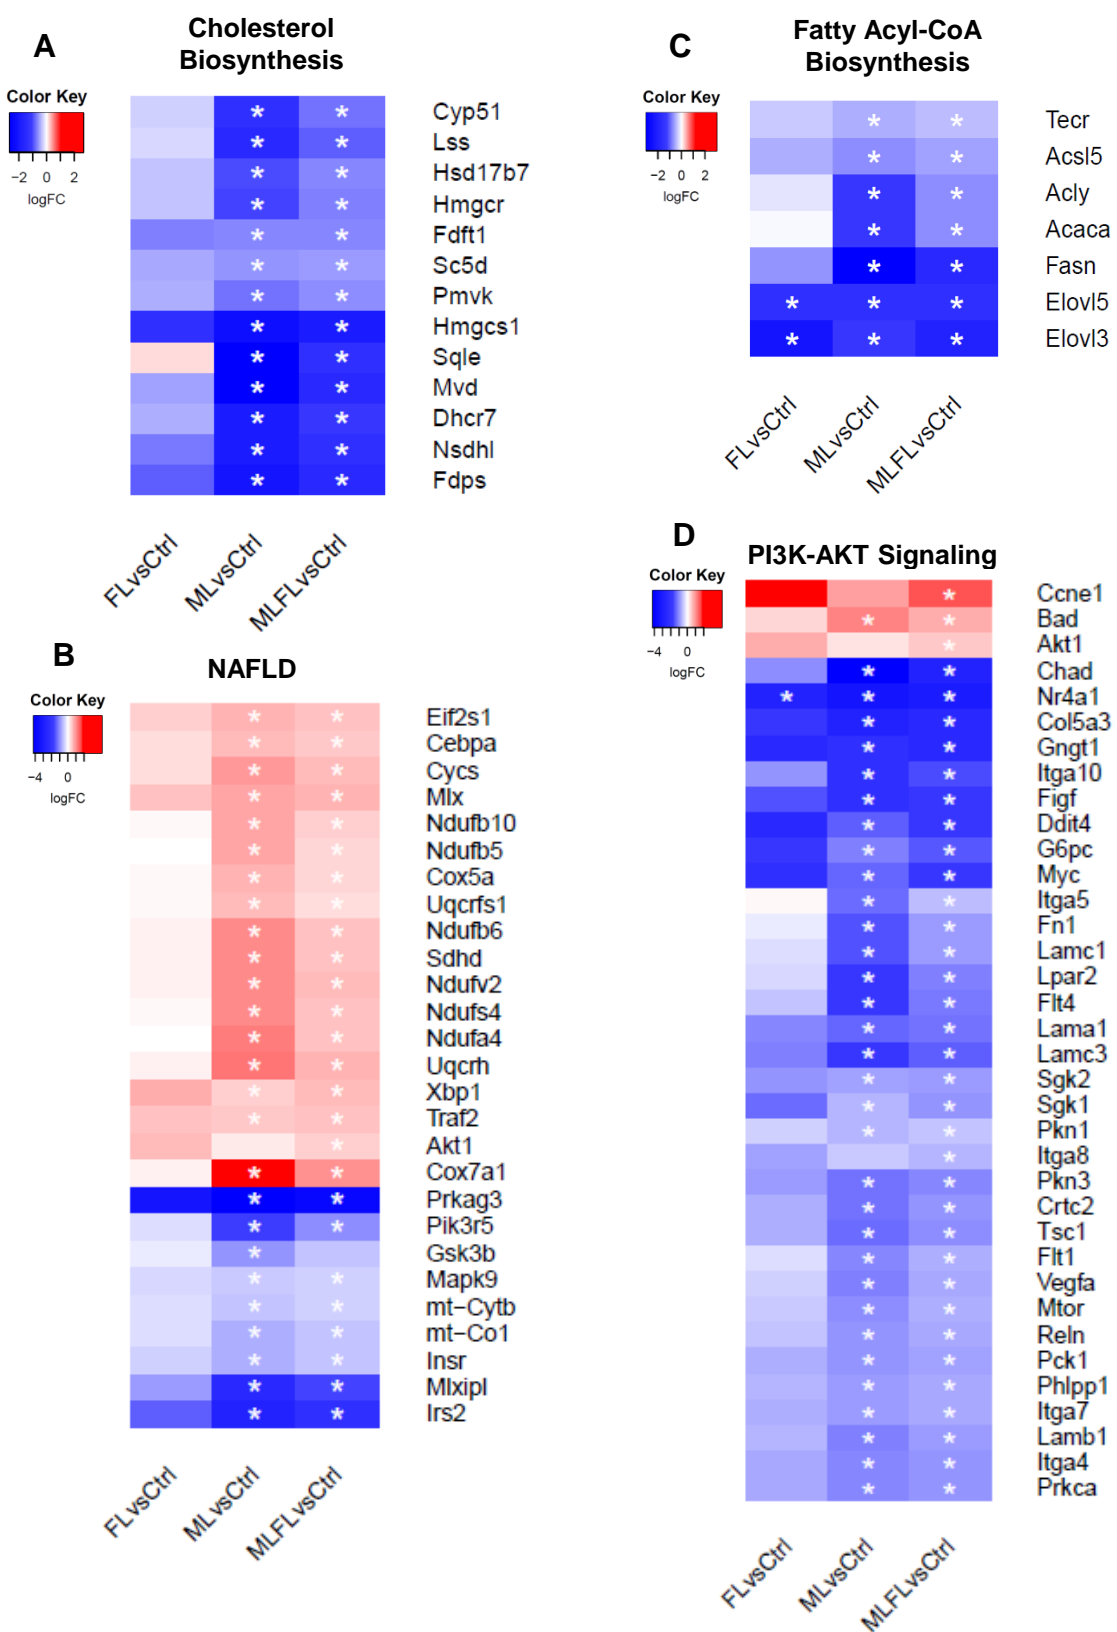 A
Cholesterol
Biosynthesis
Color Key
−2 0 2
logFC
* * Cyp51
* * Lss
* * Hsd17b7
* * Hmgcr
* * Fdft1
* * Sc5d
* * Pmvk
* * Hmgcs1
* * Sqle
* * Mvd
* * Dhcr7
* * Nsdhl
* * Fdps
FLvsCtrl
MLvsCtrl
MLFLvsCtrl
B
NAFLD
Color Key
−4 0
logFC
* * Eif2s1
* * Cebpa
* * Cycs
* * Mlx
* * Ndufb10
* * Ndufb5
* * Cox5a
* * Uqcrfs1
* * Ndufb6
* * Sdhd
* * Ndufv2
* * Ndufs4
* * Ndufa4
* * Uqcrh
* * Xbp1
* * Traf2
* Akt1
* * Cox7a1
* * Prkag3
* * Pik3r5
* Gsk3b
* * Mapk9
* * mt−Cytb
* * mt−Co1
* * Insr
* * Mlxipl
* * Irs2
FLvsCtrl
MLvsCtrl
MLFLvsCtrl
C
Fatty Acyl-CoA
Biosynthesis
Color Key
−2 0 2
logFC
* * Tecr
* * Acsl5
* * Acly
* * Acaca
* * Fasn
* * * Elovl5
* * * Elovl3
FLvsCtrl
MLvsCtrl
MLFLvsCtrl
D
PI3K-AKT Signaling
Color Key
−4 0
logFC
* Ccne1
* * Bad
* Akt1
* * Chad
* * * Nr4a1
* * Col5a3
* * Gngt1
* * Itga10
* * Figf
* * Ddit4
* * G6pc
* * Myc
* * Itga5
* * Fn1
* * Lamc1
* * Lpar2
* * Flt4
* * Lama1
* * Lamc3
* * Sgk2
* * Sgk1
* * Pkn1
* Itga8
* * Pkn3
* * Crtc2
* * Tsc1
* * Flt1
* * Vegfa
* * Mtor
* * Reln
* * Pck1
* * Phlpp1
* * Itga7
* * Lamb1
* * Itga4
* * Prkca
FLvsCtrl
MLvsCtrl
MLFLvsCtrl